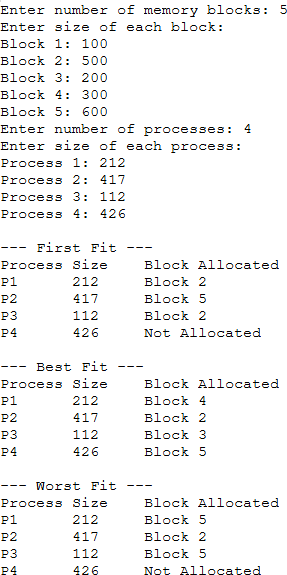 Enter number of memory blocks: 5
Enter size of each block:
Block 1: 100
Block 2: 500
Block 3: 200
Block 4: 300
Block 5: 600
Enter number of processes: 4
Enter size of each process:
Process 1: 212
Process 2: 417
Process 3: 112
Process 4: 426
--- First Fit ---
Process Size    Block Allocated
P1      212     Block 2
P2      417     Block 5
P3      112     Block 2
P4      426     Not Allocated
--- Best Fit ---
Process Size    Block Allocated
P1      212     Block 4
P2      417     Block 2
P3      112     Block 3
P4      426     Block 5
--- Worst Fit ---
Process Size    Block Allocated
P1      212     Block 5
P2      417     Block 2
P3      112     Block 5
P4      426     Not Allocated